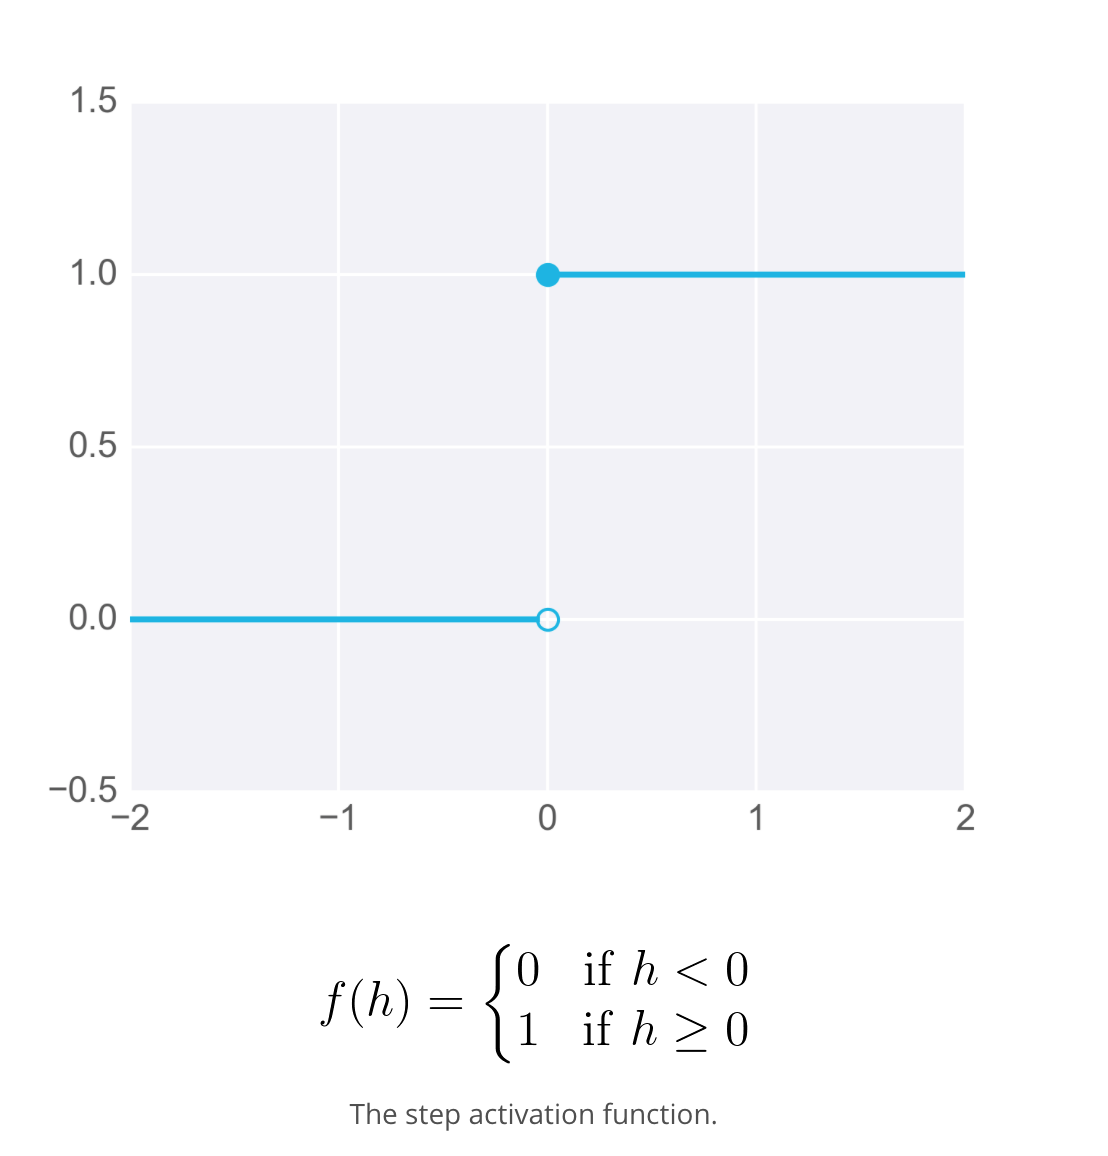 1.5
1.0
0.5
0.0
−0.5
−2 −1 0 1 2
f(h) = {0 if h < 0
1 if h ≥ 0
The step activation function.